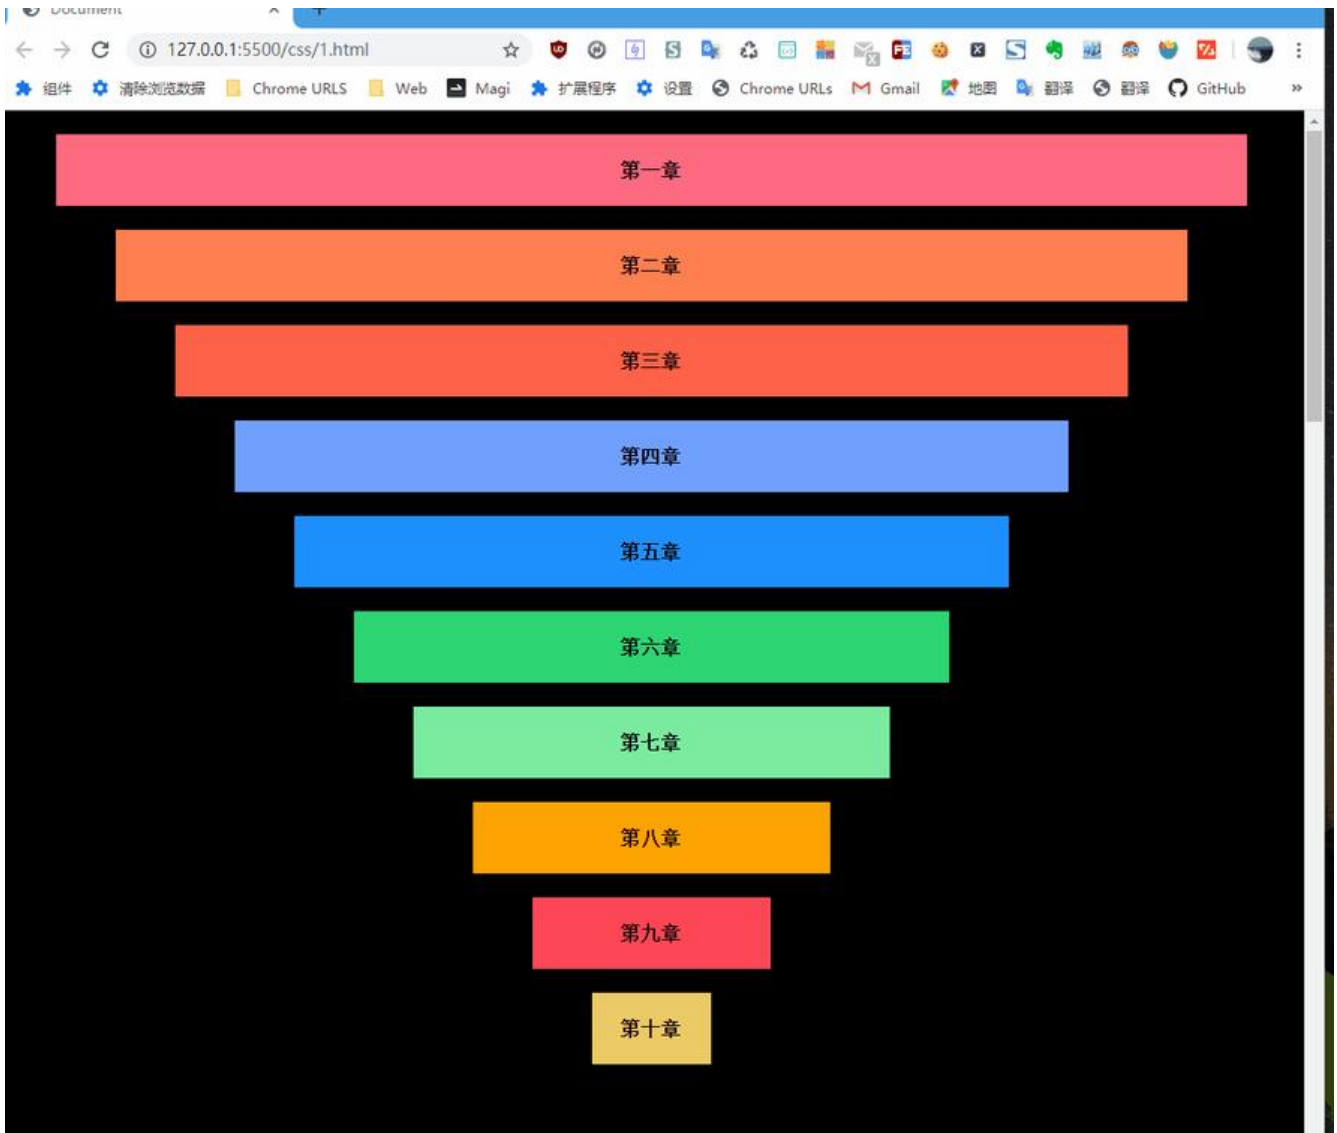 Document
127.0.0.1:5500/css/1.html
组件 清除浏览数据 Chrome URLS Web Magi 扩展程序 设置 Chrome URLs Gmail 地图 翻译 翻译 GitHub
第一章
第二章
第三章
第四章
第五章
第六章
第七章
第八章
第九章
第十章